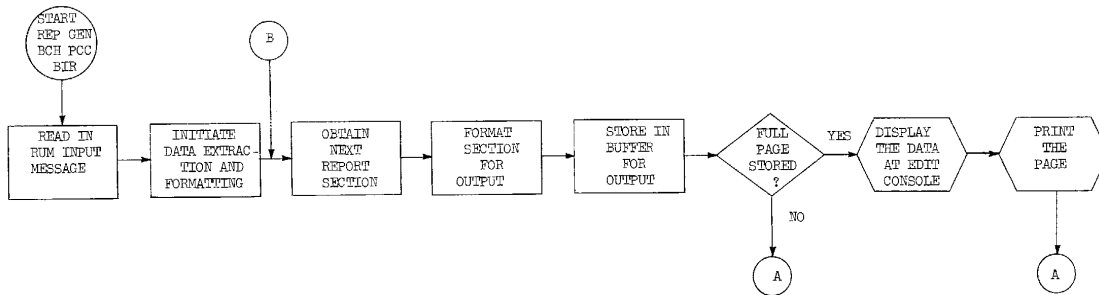 START
REP GEN
BCH PCC
BIR
B
READ IN
RUM INPUT
MESSAGE
INITIATE
DATA EXTRAC-
TION AND
FORMATTING
OBTAIN
NEXT
REPORT
SECTION
FORMAT
SECTION
FOR
OUTPUT
STORE IN
BUFFER
FOR
OUTPUT
FULL
PAGE
STORED
?
YES
NO
DISPLAY
THE DATA
AT EDIT
CONSOLE
PRINT
THE
PAGE
A
A